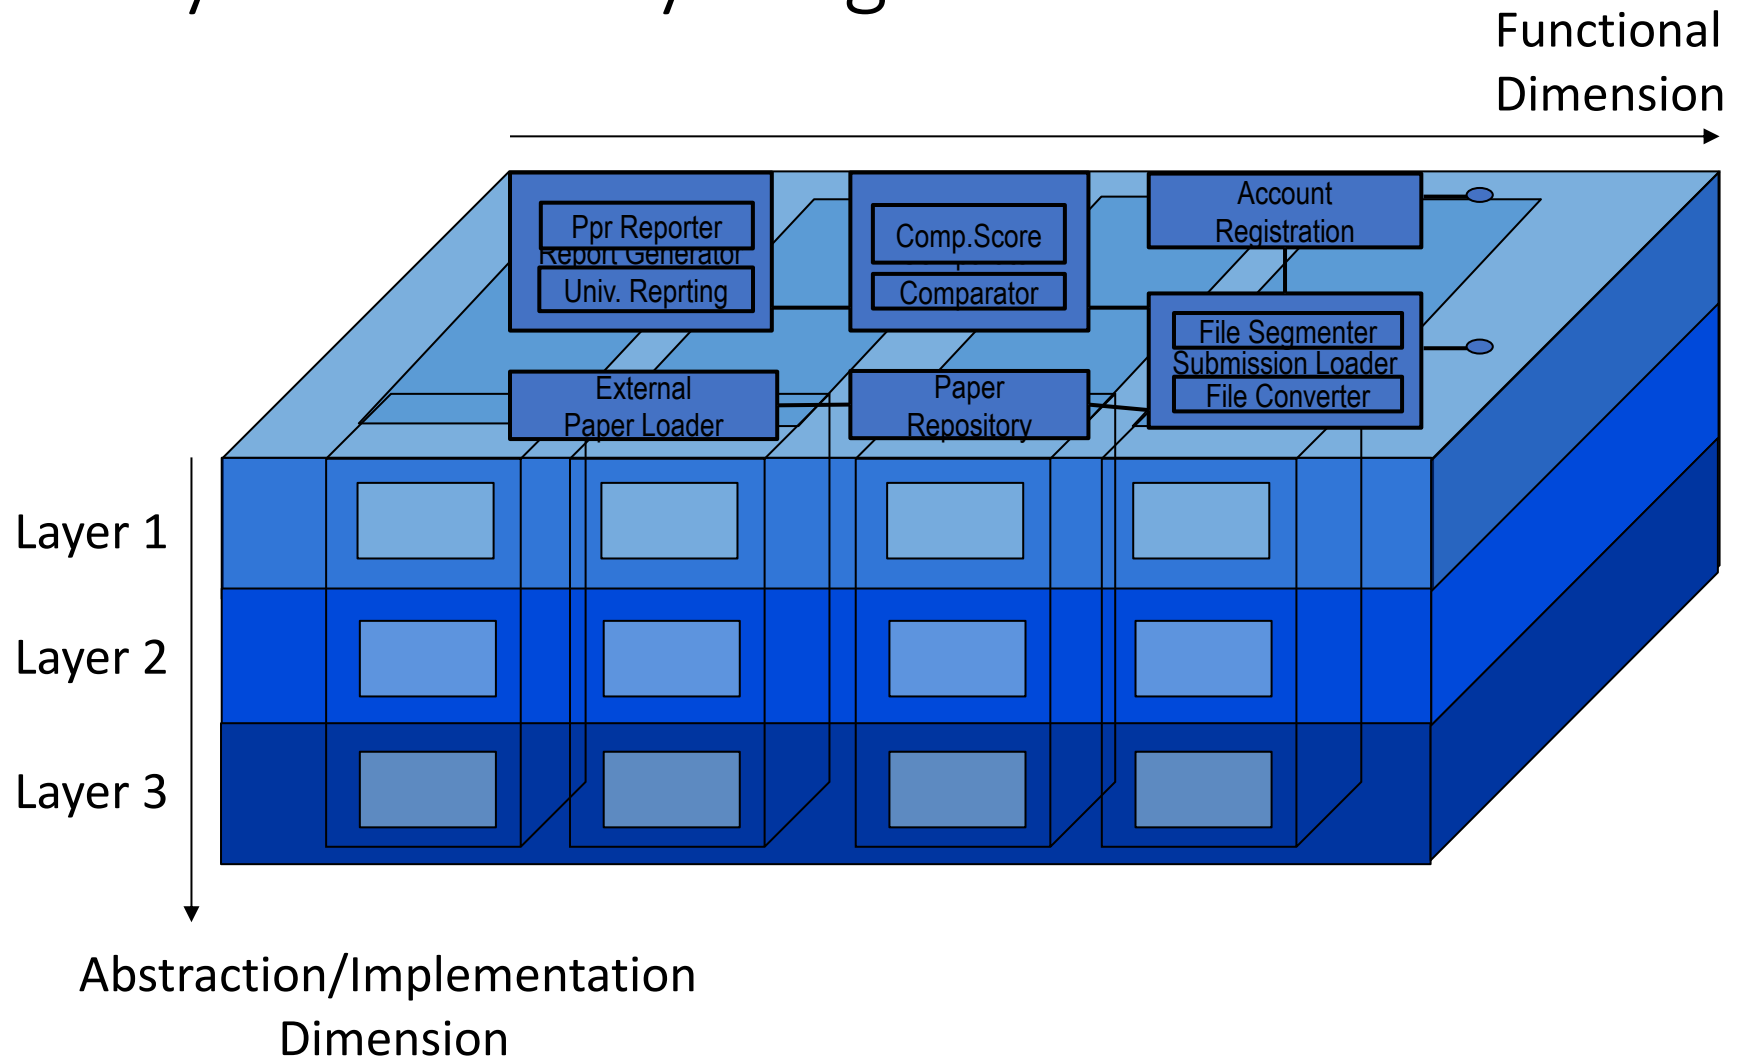 Functional
Dimension
Ppr Reporter
Report Generator
Univ. Reprting
Comp.Score
Comparator
Account
Registration
File Segmenter
Submission Loader
File Converter
External
Paper Loader
Paper
Repository
Layer 1
Layer 2
Layer 3
Abstraction/Implementation
Dimension